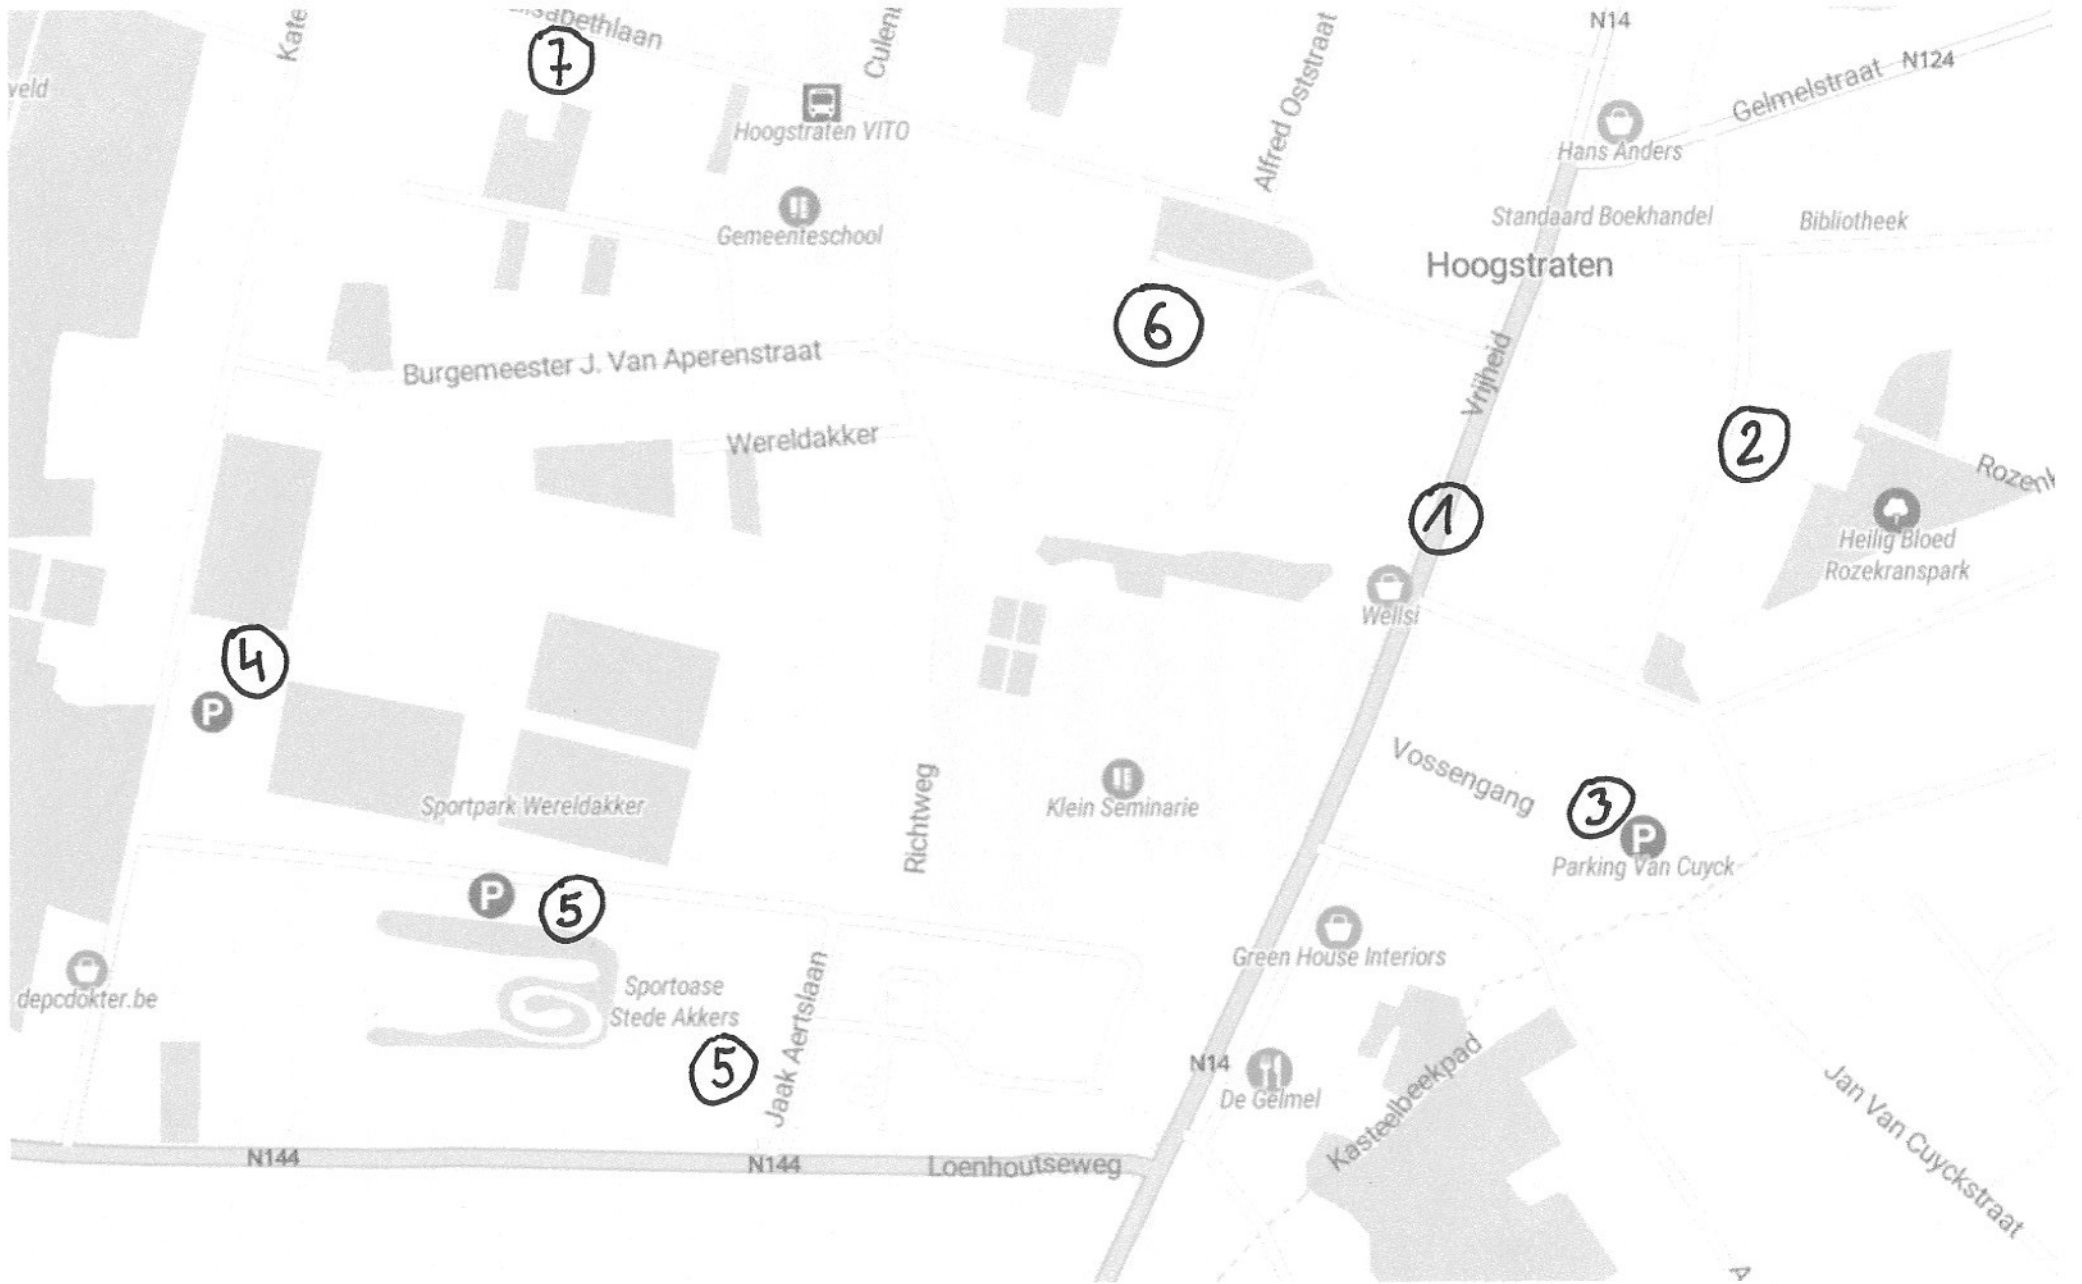 N14
Kate
isabethlaan
Culen
7
Alfred Oststraat
Gelmelstraat
N124
veld
Hoogstraten VITO
Hans Anders
Gemeenteschool
Standaard Boekhandel
Bibliotheek
Hoogstraten
6
Burgemeester J. Van Aperenstraat
Vrijheid
Wereldakker
2
Rozenk
1
Heilig Bloed
Rozekranspark
Wellsi
4
P
Vossengang
Sportpark Wereldakker
Richtweg
Klein Seminarie
3
P
Parking Van Cuyck
P
5
Green House Interiors
depcdokter.be
Sportoase
Stede Akkers
Jaak Aertslaan
5
N14
De Gelmel
Kasteelbeekpad
Jan Van Cuyckstraat
N144
N144
Loenhoutseweg
A